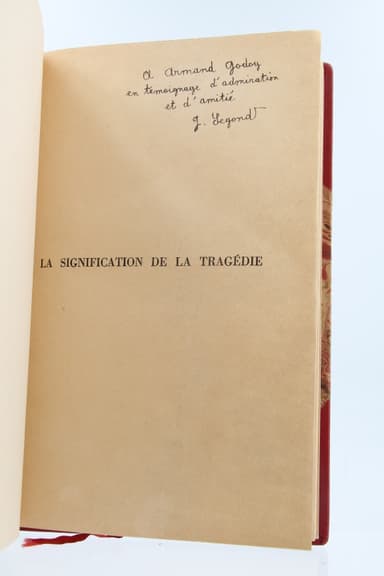 A Armand Godoy
en témoignage d'admiration
et d'amitié
J. Segond
LA SIGNIFICATION DE LA TRAGÉDIE